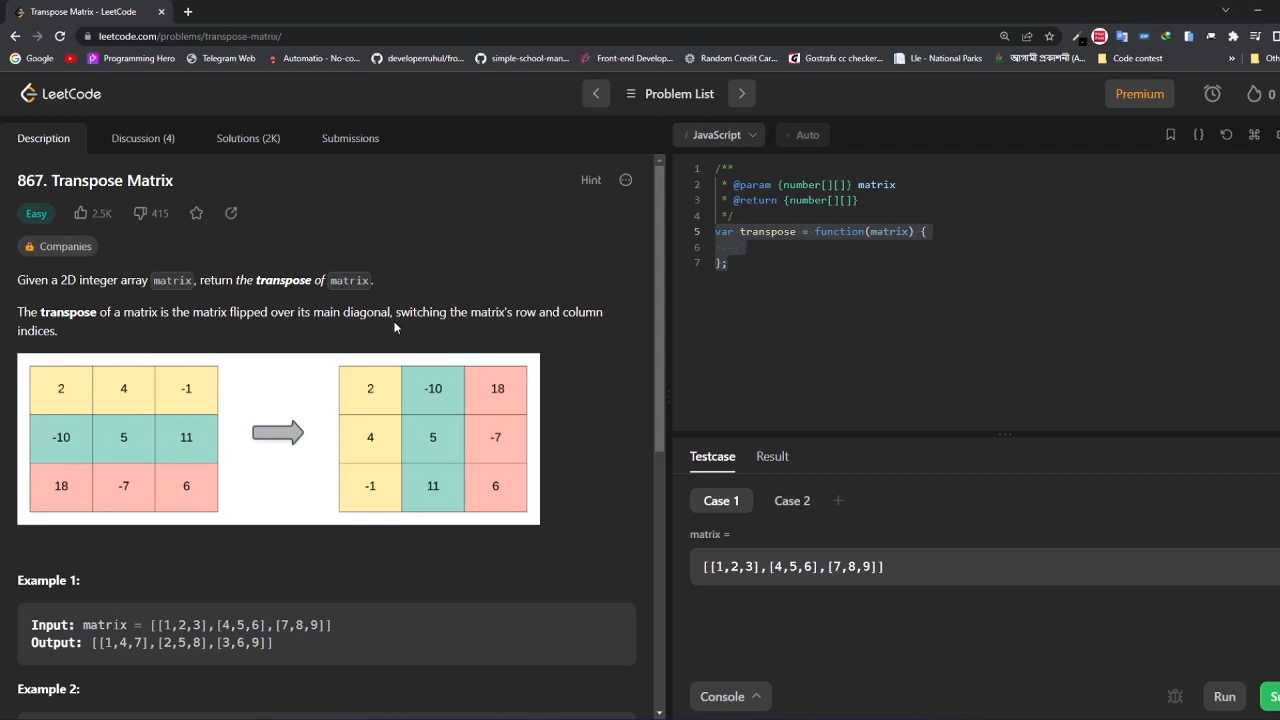 Transpose Matrix - LeetCode
leetcode.com/problems/transpose-matrix/
Google
Programming Hero
Telegram Web
Automatio - No-co...
developerruhul/fro...
simple-school-man...
Front-end Develop...
Random Credit Car...
Gostrafx cc checker...
Lle - National Parks
আগামী প্রকাশনী (A...
Code contest
»
LeetCode
Problem List
Premium
0
Description
Discussion (4)
Solutions (2K)
Submissions
i JavaScript
Auto
867. Transpose Matrix
Hint
Easy
2.5K
415
Companies
Given a 2D integer array matrix, return the transpose of matrix.
The transpose of a matrix is the matrix flipped over its main diagonal, switching the matrix's row and column
indices.
2 4 -1
-10 5 11
18 -7 6
2 -10 18
4 5 -7
-1 11 6
Example 1:
Input: matrix = [[1,2,3],[4,5,6],[7,8,9]]
Output: [[1,4,7],[2,5,8],[3,6,9]]
Example 2:
1 /**
2 * @param {number[][]} matrix
3 * @return {number[][]}
4 */
5 var transpose = function(matrix) {
6
7 };
Testcase
Result
Case 1
Case 2
+
matrix =
[[1,2,3],[4,5,6],[7,8,9]]
Console
Run